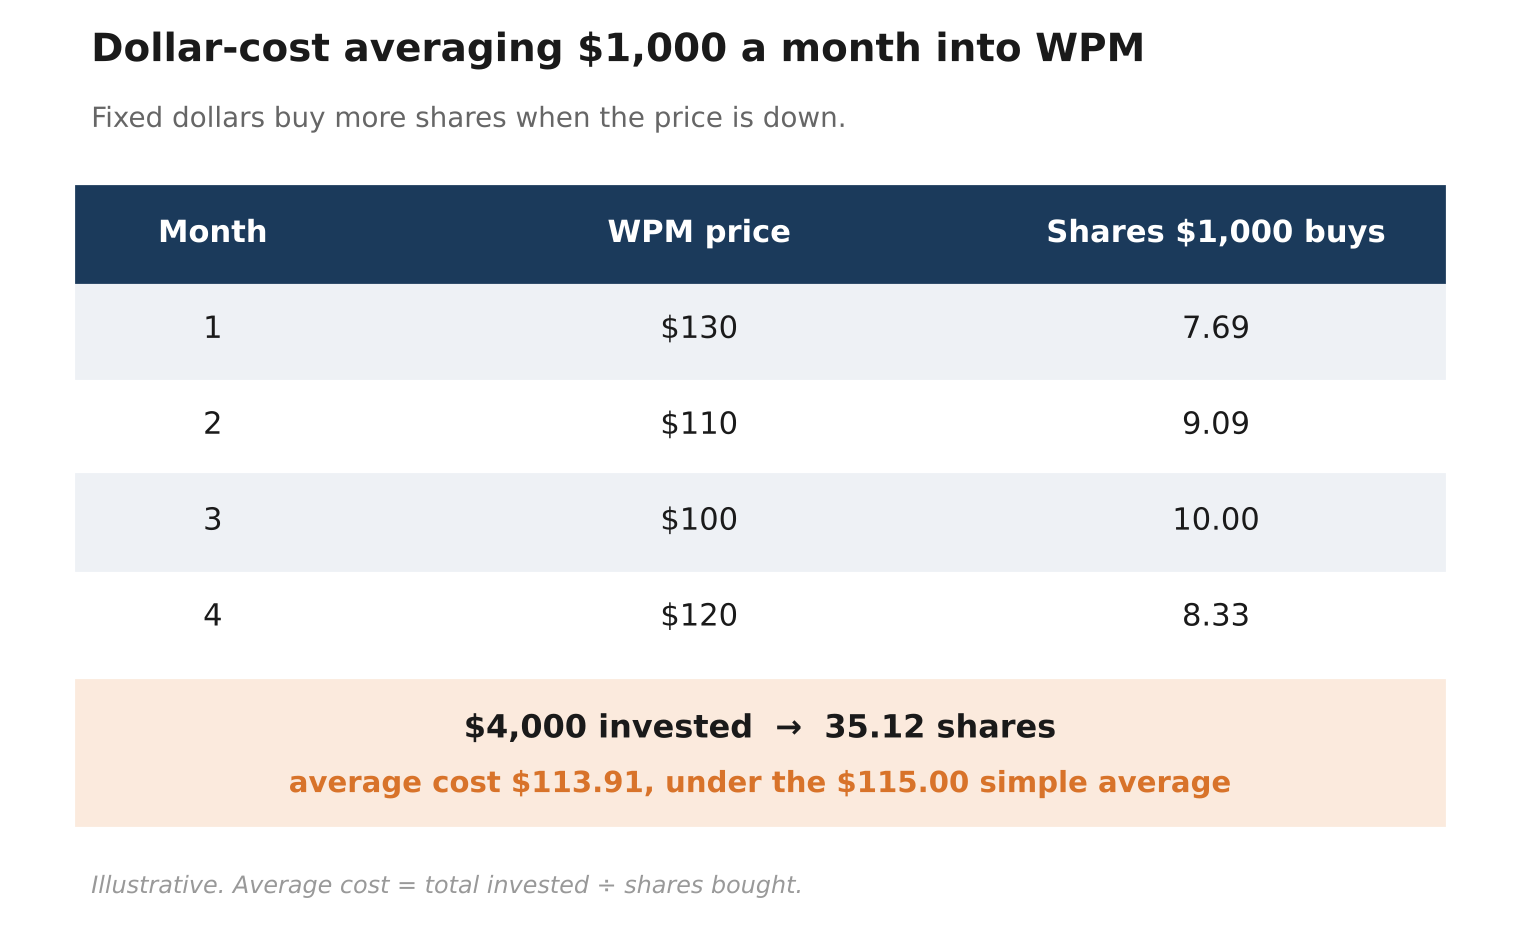 Dollar-cost averaging $1,000 a month into WPM
Fixed dollars buy more shares when the price is down.
Month WPM price Shares $1,000 buys
1 $130 7.69
2 $110 9.09
3 $100 10.00
4 $120 8.33
$4,000 invested → 35.12 shares
average cost $113.91, under the $115.00 simple average
Illustrative. Average cost = total invested ÷ shares bought.